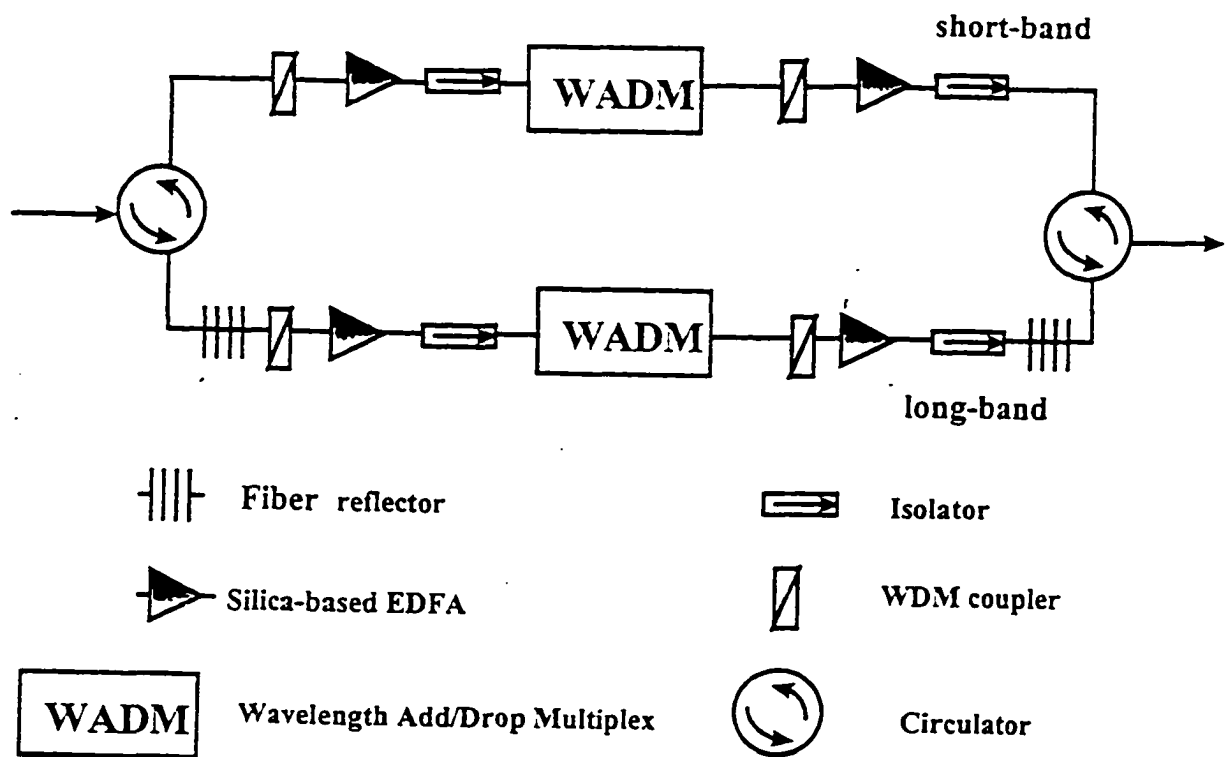 short-band
WADM
WADM
long-band
Fiber reflector
Isolator
Silica-based EDFA
WDM coupler
WADM
Wavelength Add/Drop Multiplex
Circulator